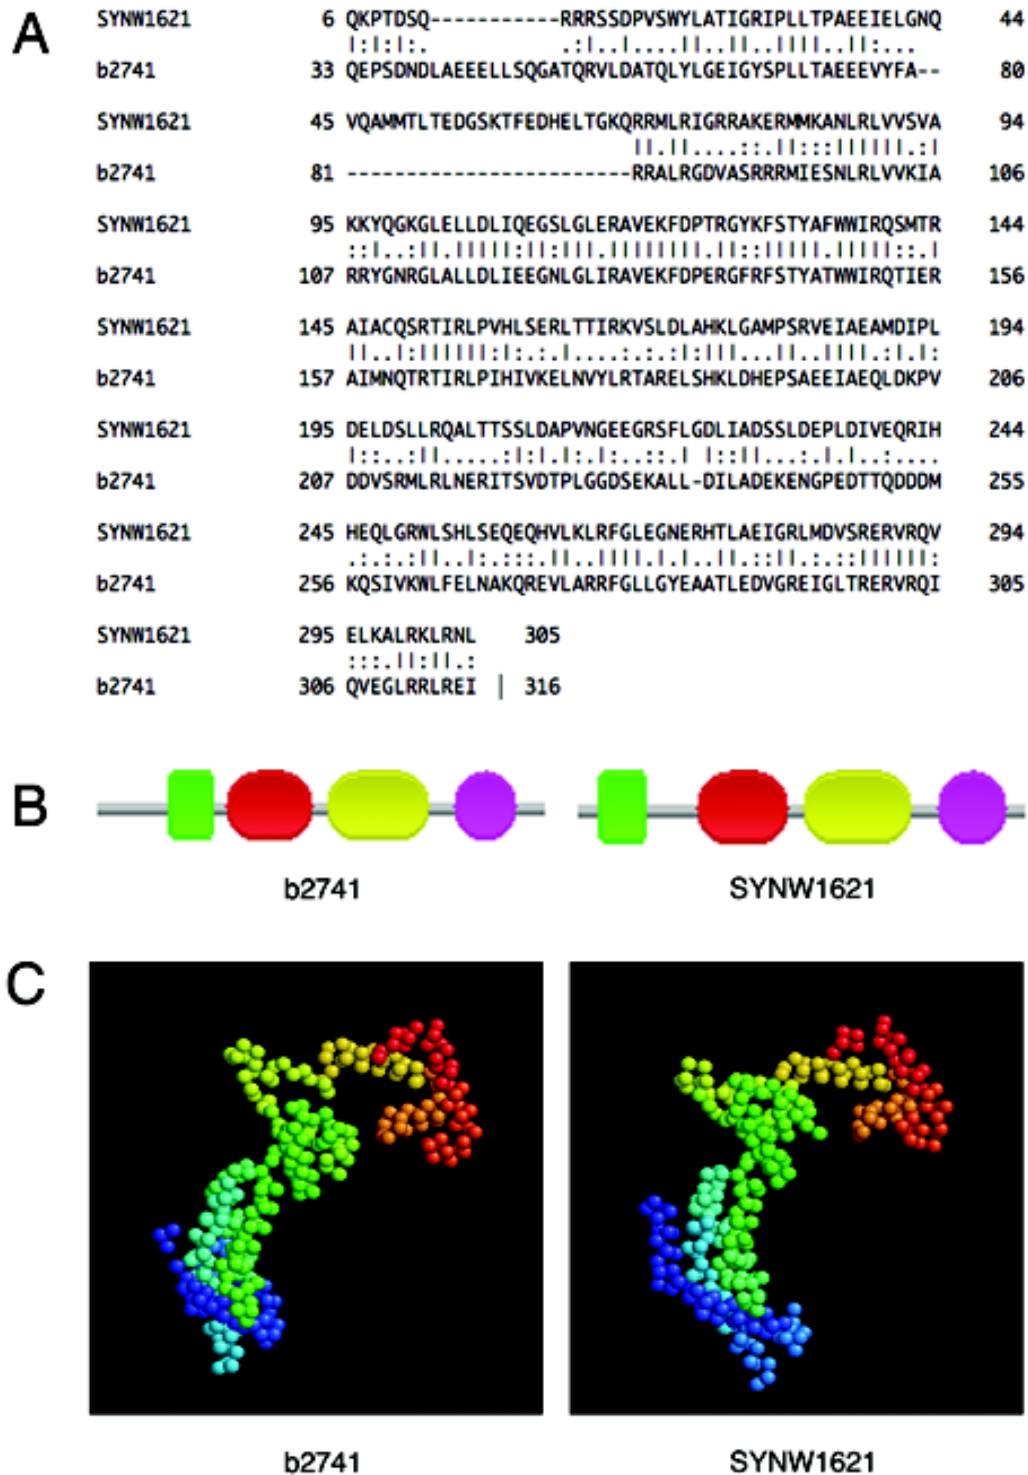 A
SYNW1621 6 QKPTDSQ-----------RRRSSDPVSWYLATIGRIPLLTPAEEIELGNQ 44
|:|:|:. .:|..|....||..||..||||..||:...
b2741 33 QEPSDNDLAEEELLSQGATQRVLDATQLYLGEIGYSPLLTAEEEVYFA-- 80
SYNW1621 45 VQAMMTLTEDGSKTFEDHELTGKQRRMLRIGRRAKERMMKANLRLVVSVA 94
||.||....::.||:::||||||.:|
b2741 81 ------------------------RRALRGDVASRRRMIESNLRLVVKIA 106
SYNW1621 95 KKYQGKGLELLDLIQEGSLGLERAVEKFDPTRGYKFSTYAFWWIRQSMTR 144
::|..:||.||||||:||:|||.|||||||||.||::||||||.||||||::.|
b2741 107 RRYGNRGLALLDLIEEGNLGLIRAVEKFDPERGFRFSTYATWWIRQTIER 156
SYNW1621 145 AIACQSRTIRLPVHLSERLTTIRKVSLDLAHKLGAMPSRVEIAEAMDIPL 194
||..|:||||||:|:.:.|....:.:.:|:|||...||..||||.:|.|:
b2741 157 AIMNQTRTIRLPIHIVKELNVYLRTARELSHKLDHEPSAEEIAEQLDKPV 206
SYNW1621 195 DELDSLLRQALTTSSLDAPVNGEEGRSFLGDLIADSSLDEPLDIVEQRIH 244
|::..:||.....:|:|.|:|..::.| |::||...:..|:....
b2741 207 DDVSRMLRLNERITSVDTPLGGDSEKALL-DILADEKENGPEDTTQDDDM 255
SYNW1621 245 HEQLGRWLSHLSEQEQHVLKLRFGLEGNERHTLAEIGRLMDVSRERVRQV 294
.:.:.:||..|:.:::.||..||||.|.|..||.::||.:.::|||||||:
b2741 256 KQSIVKWLFELNAKQREVLARRFGLLGYEAATLEDVGREIGLTRERVRQI 305
SYNW1621 295 ELKALRKLRNL 305
:::.||:||.:
b2741 306 QVEGLRRLREI | 316
B
b2741 SYNW1621
C
b2741 SYNW1621